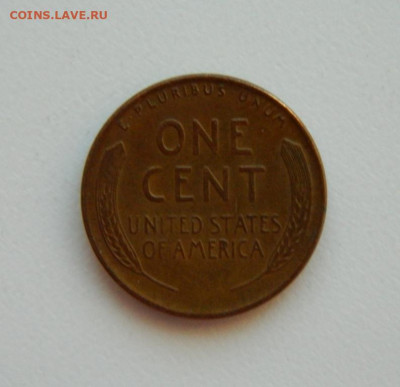 COINS.LAVE.RU
E·PLURIBUS·UNUM
ONE
CENT
UNITED STATES
OF AMERICA